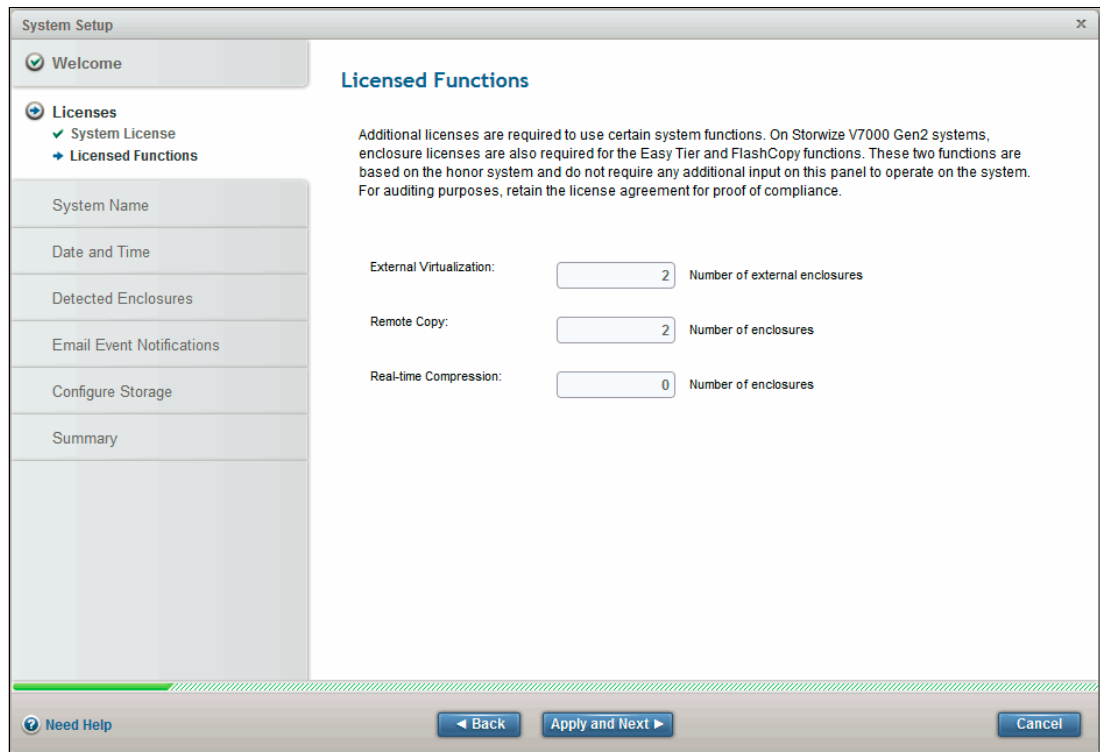 System Setup
x
Welcome
Licenses
System License
Licensed Functions
System Name
Date and Time
Detected Enclosures
Email Event Notifications
Configure Storage
Summary
Licensed Functions
Additional licenses are required to use certain system functions. On Storwize V7000 Gen2 systems,
enclosure licenses are also required for the Easy Tier and FlashCopy functions. These two functions are
based on the honor system and do not require any additional input on this panel to operate on the system.
For auditing purposes, retain the license agreement for proof of compliance.
External Virtualization: 2 Number of external enclosures
Remote Copy: 2 Number of enclosures
Real-time Compression: 0 Number of enclosures
? Need Help
◄ Back
Apply and Next ►
Cancel